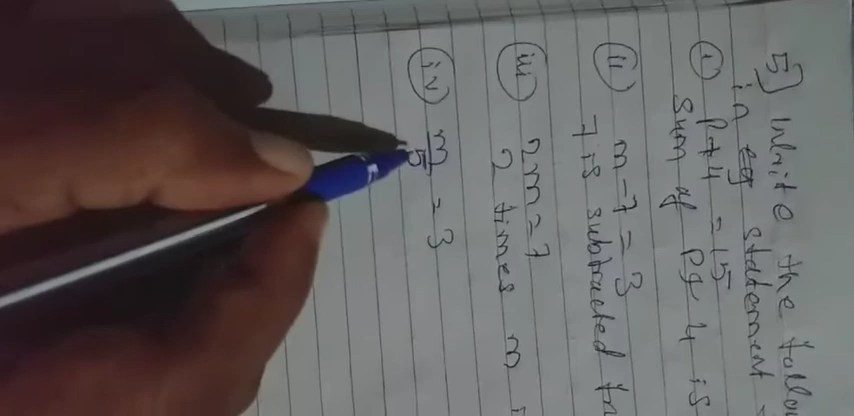 5) Write the follo
in statement
(i) P+4 = 15
Sum of P & 4 is
(ii) m-7 = 3
7 is subtracted fr
(iii) 2m = 7
2 times m i
(iv) m/5 = 3